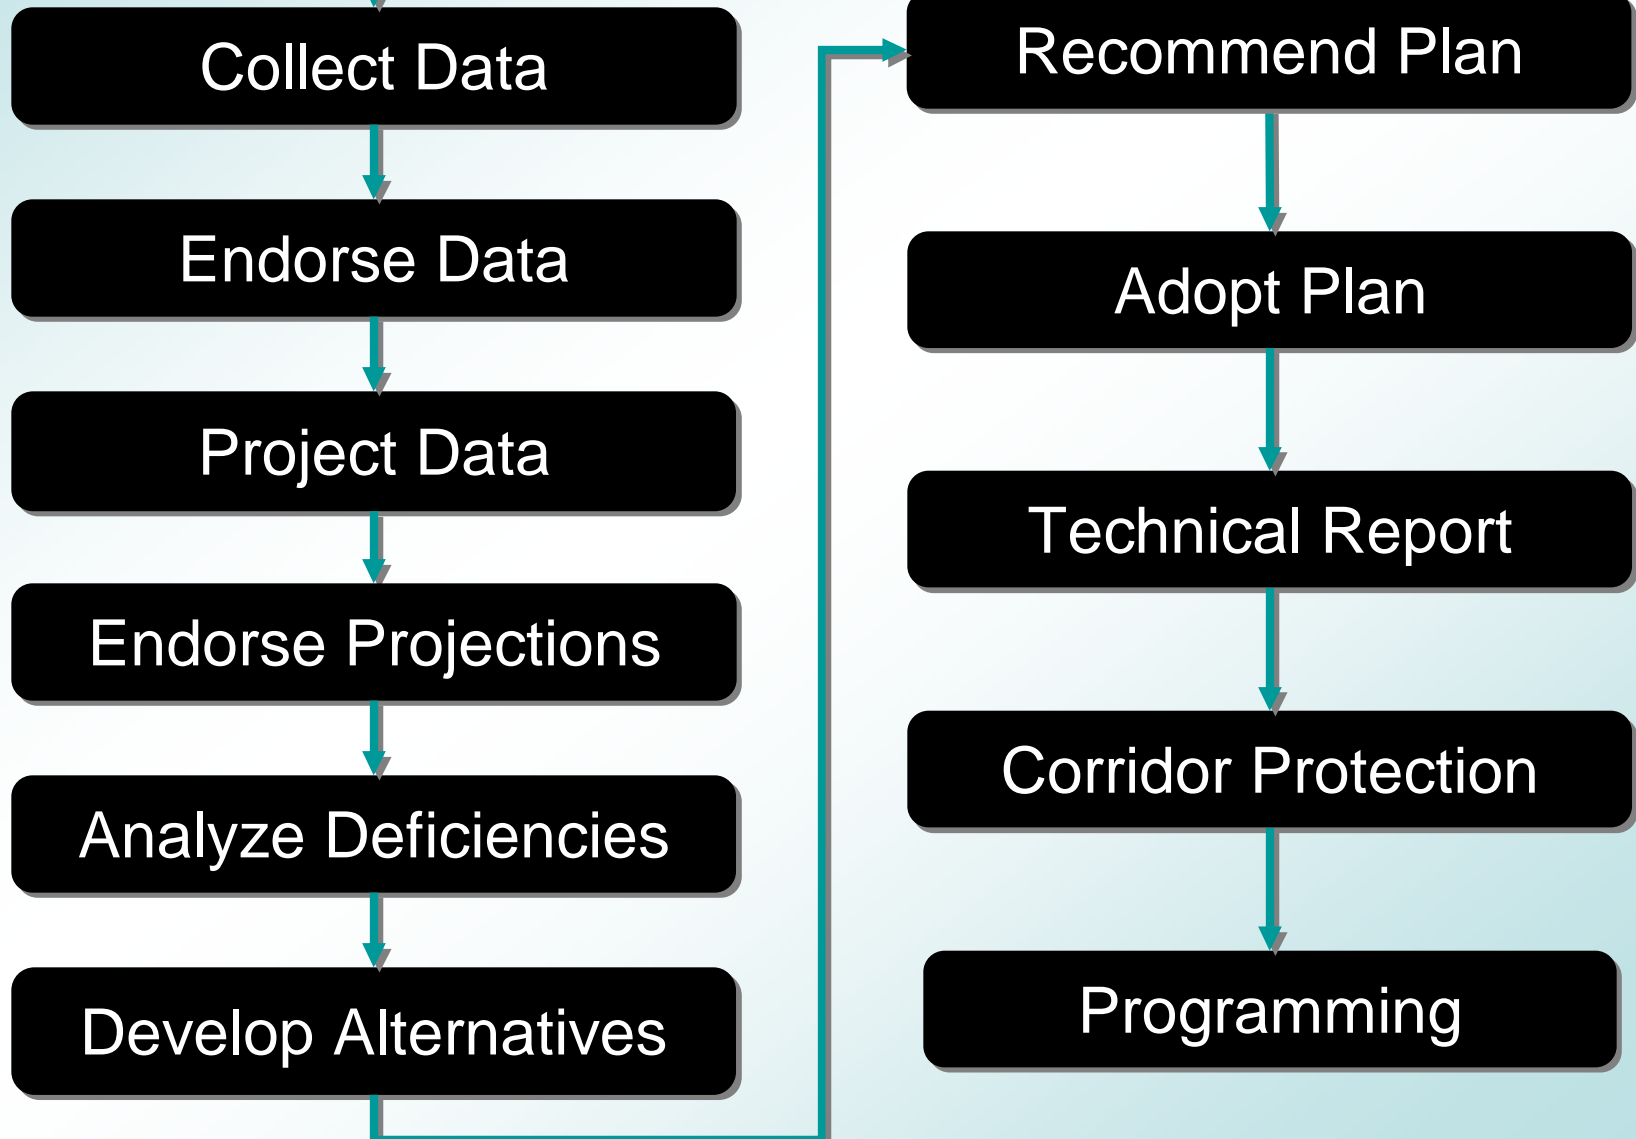 Collect Data
Endorse Data
Project Data
Endorse Projections
Analyze Deficiencies
Develop Alternatives
Recommend Plan
Adopt Plan
Technical Report
Corridor Protection
Programming